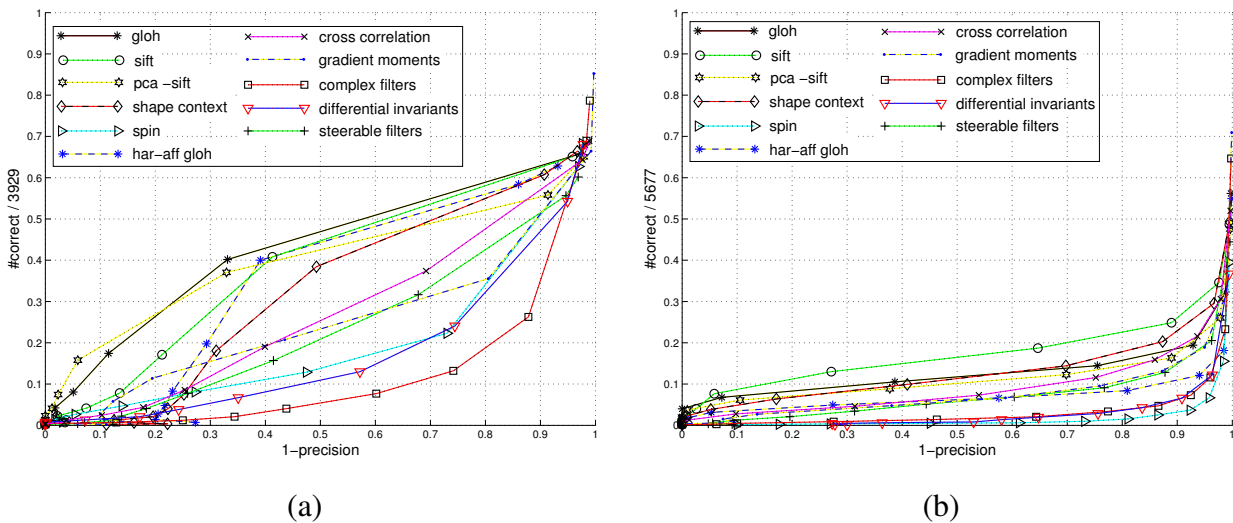 1
0.9
0.8
0.7
0.6
0.5
0.4
0.3
0.2
0.1
0
#correct / 3929
gloh
sift
pca −sift
shape context
spin
har−aff gloh
cross correlation
gradient moments
complex filters
differential invariants
steerable filters
0 0.1 0.2 0.3 0.4 0.5 0.6 0.7 0.8 0.9 1
1−precision
(a)
1
0.9
0.8
0.7
0.6
0.5
0.4
0.3
0.2
0.1
0
#correct / 5677
gloh
sift
pca −sift
shape context
spin
har−aff gloh
cross correlation
gradient moments
complex filters
differential invariants
steerable filters
0 0.1 0.2 0.3 0.4 0.5 0.6 0.7 0.8 0.9 1
1−precision
(b)